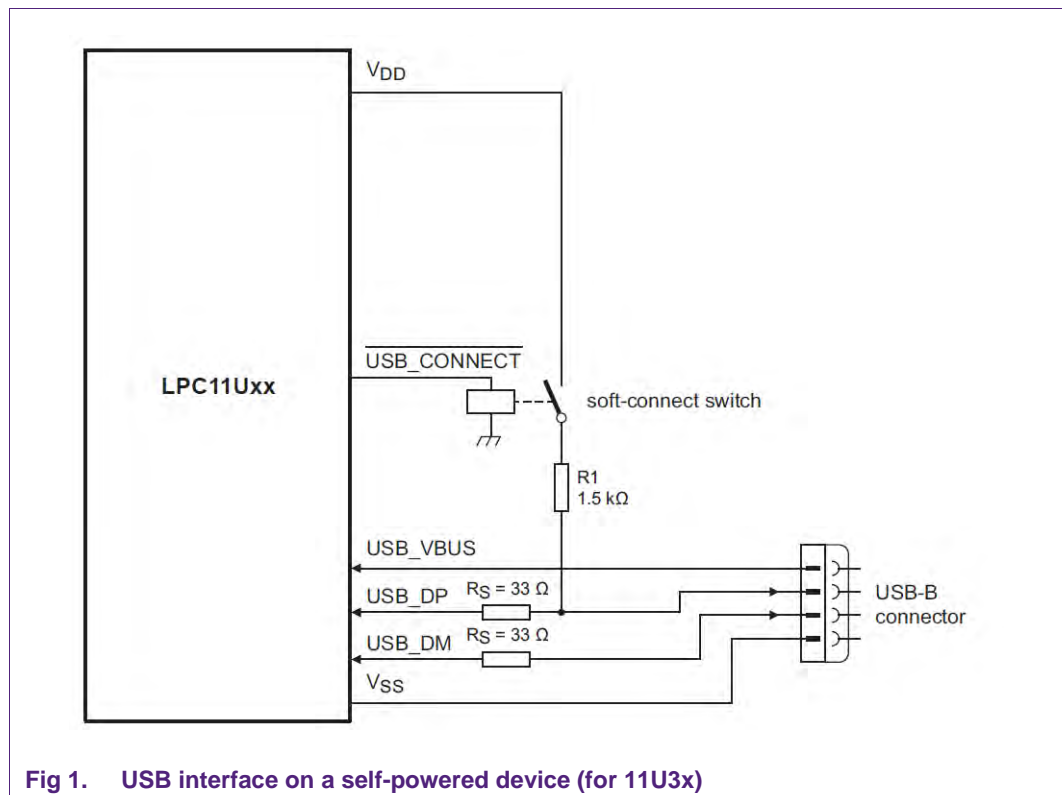 VDD
USB_CONNECT
LPC11Uxx
soft-connect switch
R1
1.5 kΩ
USB_VBUS
USB_DP
RS = 33 Ω
USB-B
connector
USB_DM
RS = 33 Ω
VSS
Fig 1. USB interface on a self-powered device (for 11U3x)